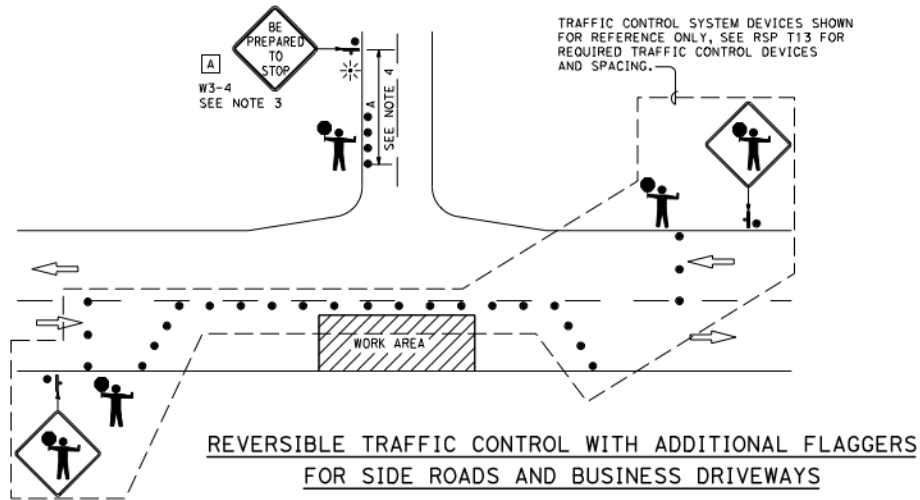 BE
PREPARED
TO
STOP
A
W3-4
SEE NOTE 3
A
SEE NOTE 4
TRAFFIC CONTROL SYSTEM DEVICES SHOWN
FOR REFERENCE ONLY, SEE RSP T13 FOR
REQUIRED TRAFFIC CONTROL DEVICES
AND SPACING.
WORK AREA
REVERSIBLE TRAFFIC CONTROL WITH ADDITIONAL FLAGGERS
FOR SIDE ROADS AND BUSINESS DRIVEWAYS